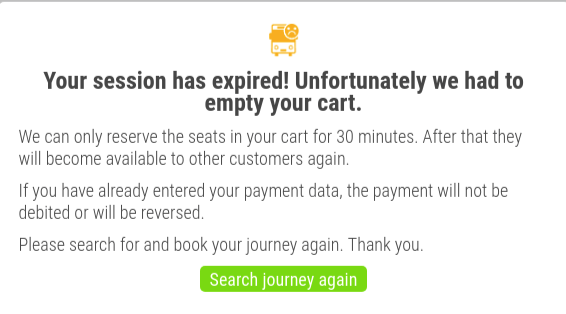 Your session has expired! Unfortunately we had to
empty your cart.
We can only reserve the seats in your cart for 30 minutes. After that they
will become available to other customers again.
If you have already entered your payment data, the payment will not be
debited or will be reversed.
Please search for and book your journey again. Thank you.
Search journey again